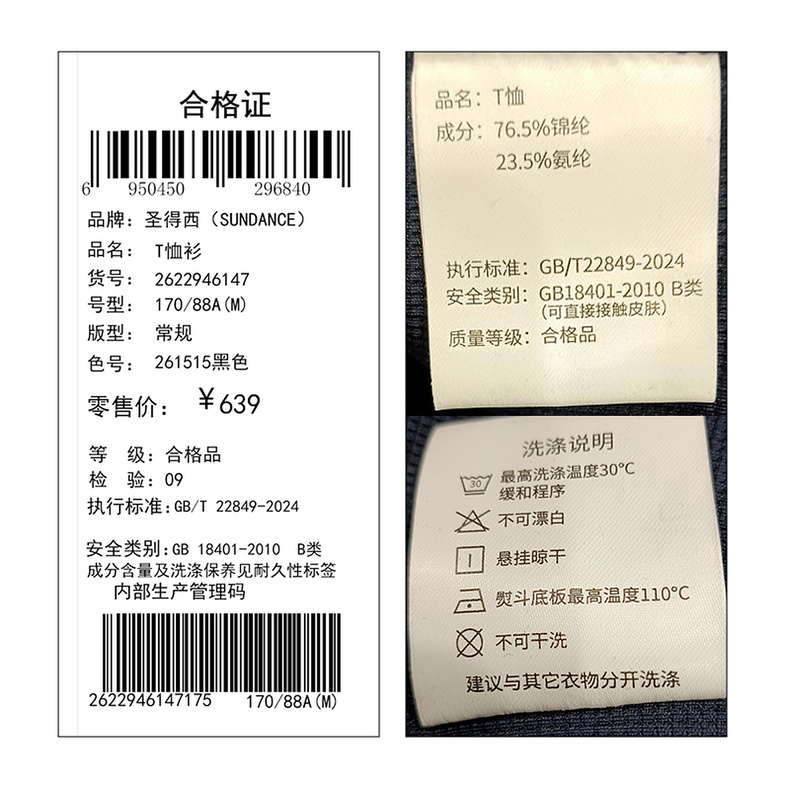 合格证
6 950450 296840
品牌：圣得西（SUNDANCE）
品名： T恤衫
货号： 2622946147
号型： 170/88A(M)
版型： 常规
色号： 261515黑色
零售价： ￥639
等 级：合格品
检 验：09
执行标准:GB/T 22849-2024
安全类别:GB 18401-2010 B类
成分含量及洗涤保养见耐久性标签
内部生产管理码
2622946147175 170/88A(M)
品名：T恤
成分：76.5%锦纶
23.5%氨纶
执行标准：GB/T22849-2024
安全类别：GB18401-2010 B类
（可直接接触皮肤）
质量等级：合格品
洗涤说明
30 最高洗涤温度30°C
缓和程序
不可漂白
悬挂晾干
熨斗底板最高温度110°C
不可干洗
建议与其它衣物分开洗涤